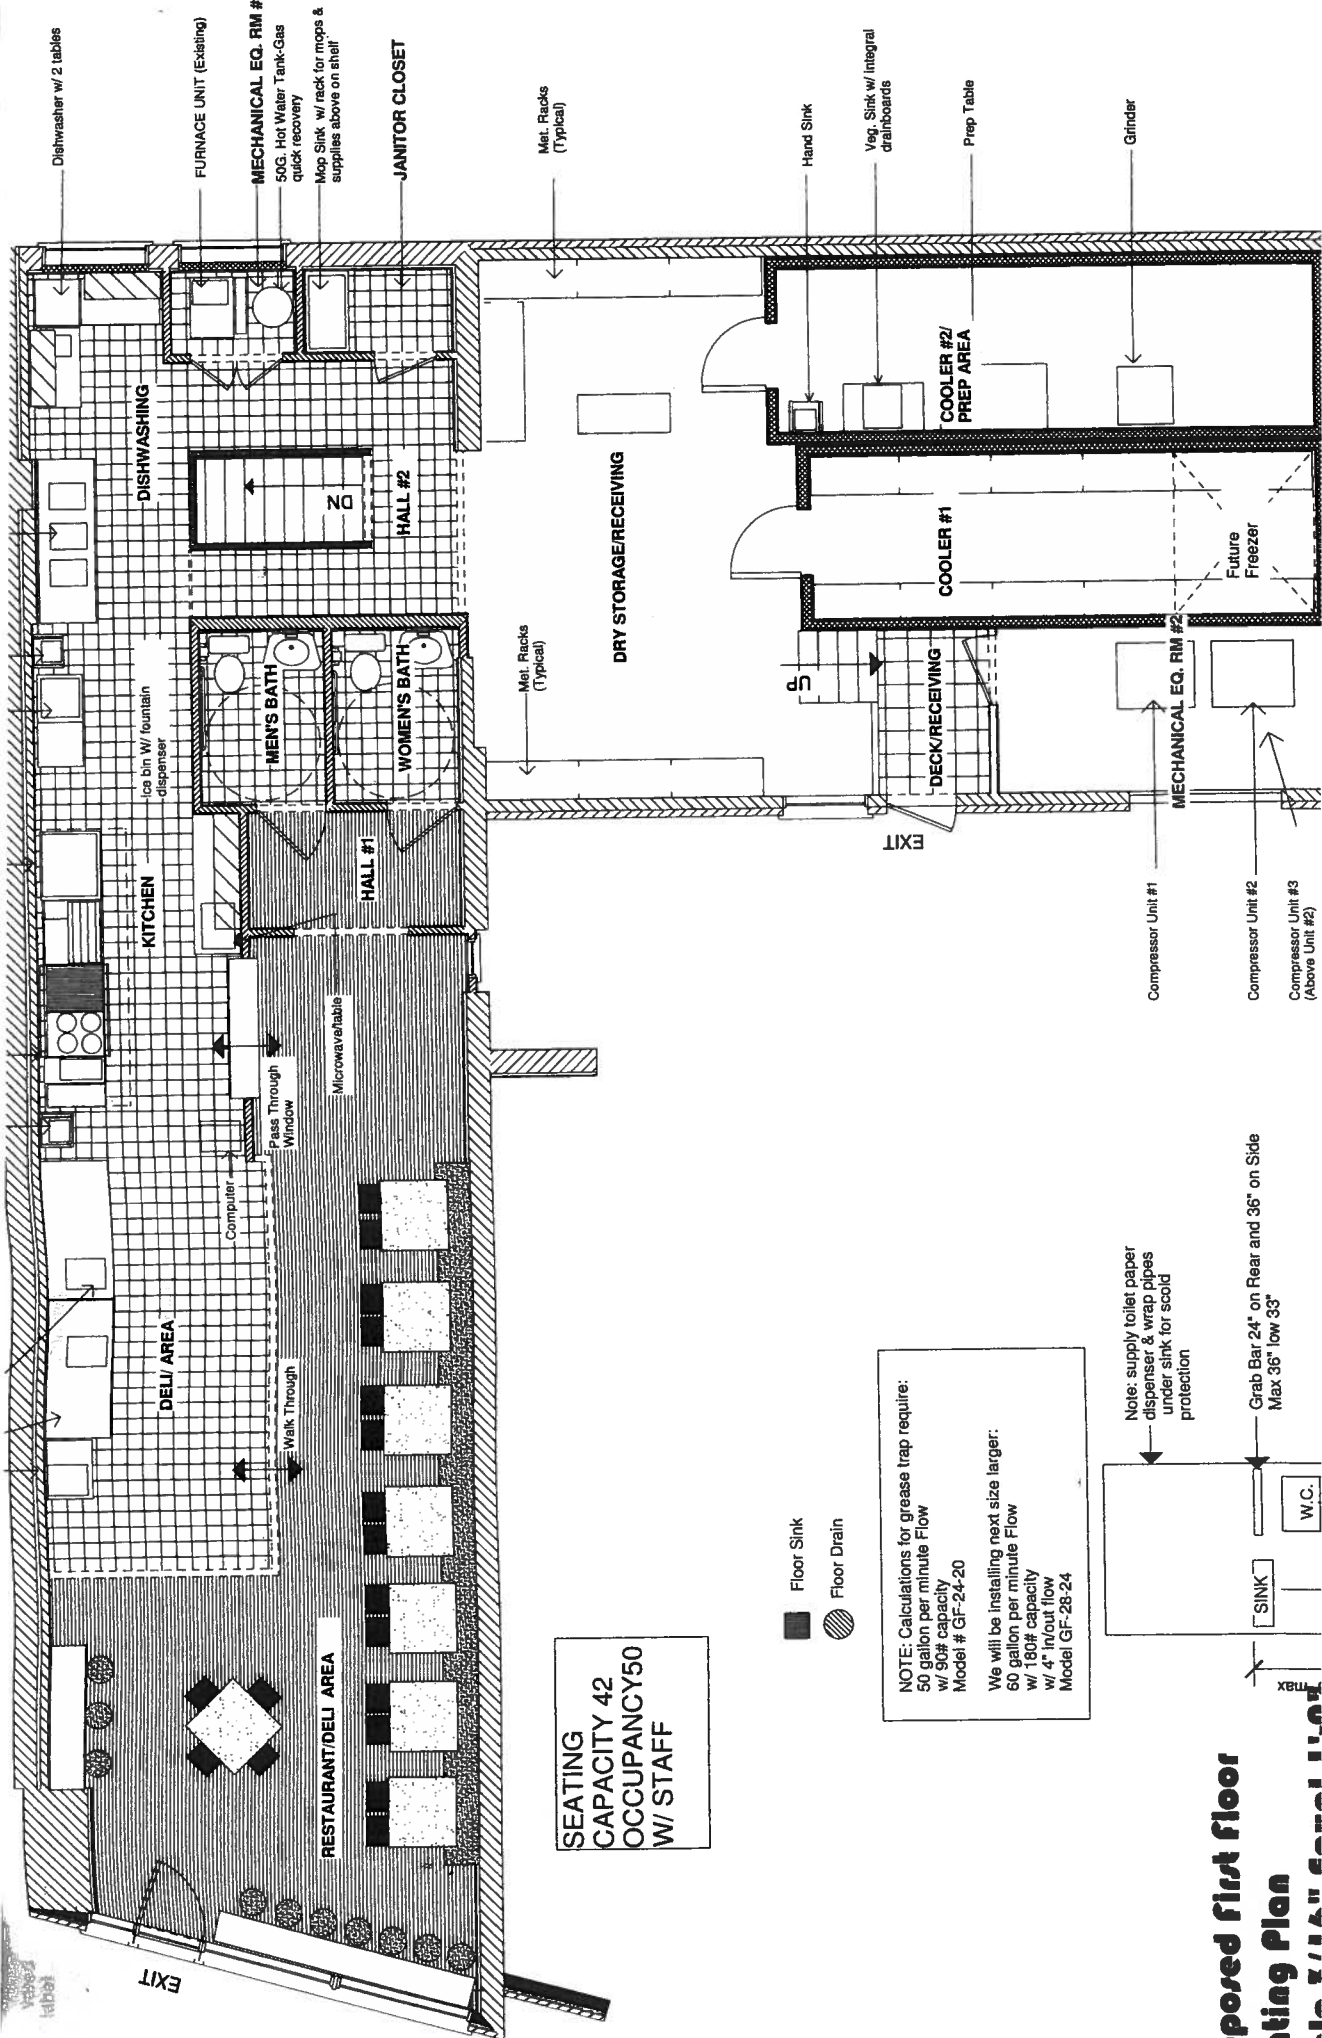 Dishwasher w/ 2 tables
FURNACE UNIT (Existing)
MECHANICAL EQ. RM #
50G. Hot Water Tank-Gas
quick recovery
Mop Sink w/ rack for mops &
supplies above on shelf
JANITOR CLOSET
Met. Racks
(Typical)
Hand Sink
Veg. Sink w/ integral
drainboards
Prep Table
Grinder
DISHWASHING
DN
HALL #2
DRY STORAGE/RECEIVING
COOLER #2/
PREP AREA
COOLER #1
Future
Freezer
Ice bin W/ fountain
dispenser
MEN'S BATH
WOMEN'S BATH
Met. Racks
(Typical)
UP
DECK/RECEIVING
MECHANICAL EQ. RM #2
EXIT
KITCHEN
HALL #1
Microwave/table
Pass Through
Window
Computer
Compressor Unit #1
Compressor Unit #2
Compressor Unit #3
(Above Unit #2)
DELI/ AREA
Walk Through
RESTAURANT/DELI AREA
EXIT
SEATING
CAPACITY 42
OCCUPANCY50
W/ STAFF
Floor Sink
Floor Drain
NOTE: Calculations for grease trap require:
50 gallon per minute Flow
w/ 90# capacity
Model # GF-24-20
We will be installing next size larger:
60 gallon per minute Flow
w/ 180# capacity
w/ 4" in/out flow
Model GF-28-24
Note: supply toilet paper
dispenser & wrap pipes
under sink for scold
protection
Grab Bar 24" on Rear and 36" on Side
Max 36" low 33"
SINK
W.C.
max
posed First Floor
ting Plan